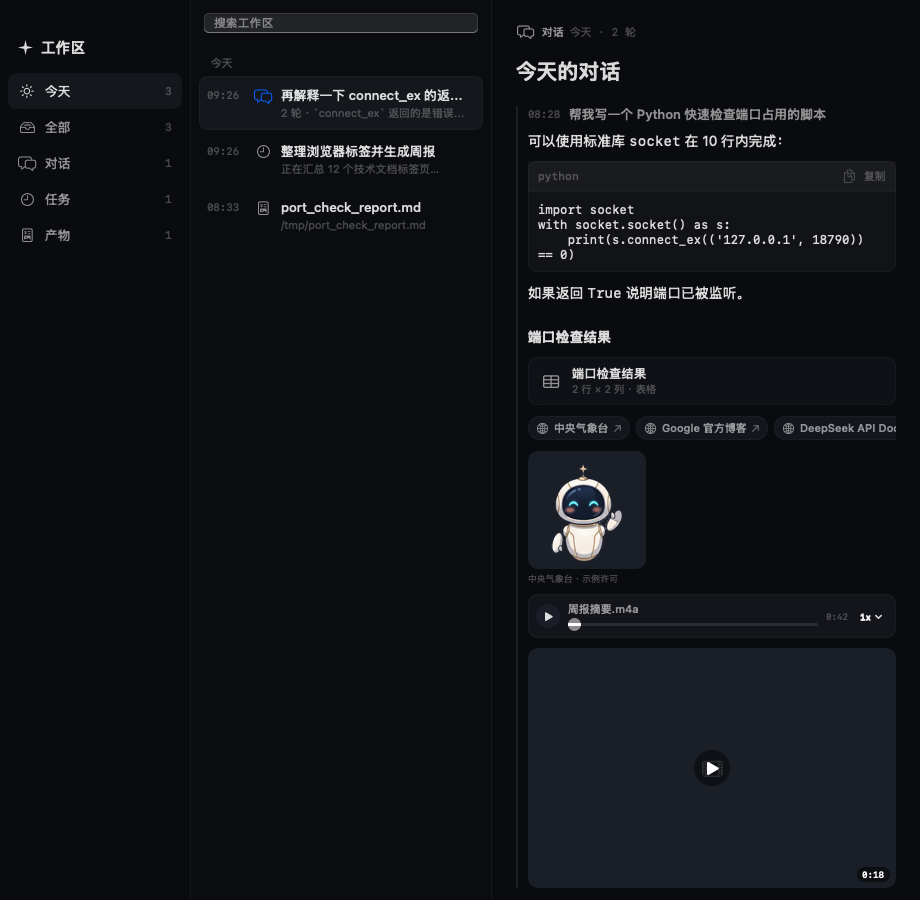 工作区
今天 3
全部 3
对话 1
任务 1
产物 1
搜索工作区
今天
09:26 再解释一下 connect_ex 的返...
2 轮 · `connect_ex` 返回的是错误...
09:26 整理浏览器标签并生成周报
正在汇总 12 个技术文档标签页...
08:33 port_check_report.md
/tmp/port_check_report.md
对话 今天 · 2 轮
今天的对话
08:28 帮我写一个 Python 快速检查端口占用的脚本
可以使用标准库 socket 在 10 行内完成：
python 复制
import socket
with socket.socket() as s:
    print(s.connect_ex(('127.0.0.1', 18790))
== 0)
如果返回 True 说明端口已被监听。
端口检查结果
端口检查结果
2 行 × 2 列 · 表格
中央气象台 ↗ Google 官方博客 ↗ DeepSeek API Doc
中央气象台 · 示例许可
周报摘要.m4a
0:42 1x
0:18